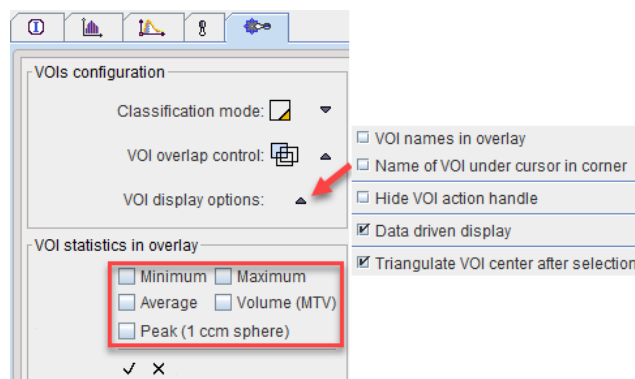 VOIs configuration
Classification mode:
VOI overlap control:
VOI display options:
VOI names in overlay
Name of VOI under cursor in corner
Hide VOI action handle
Data driven display
Triangulate VOI center after selection
VOI statistics in overlay
Minimum Maximum
Average Volume (MTV)
Peak (1 ccm sphere)